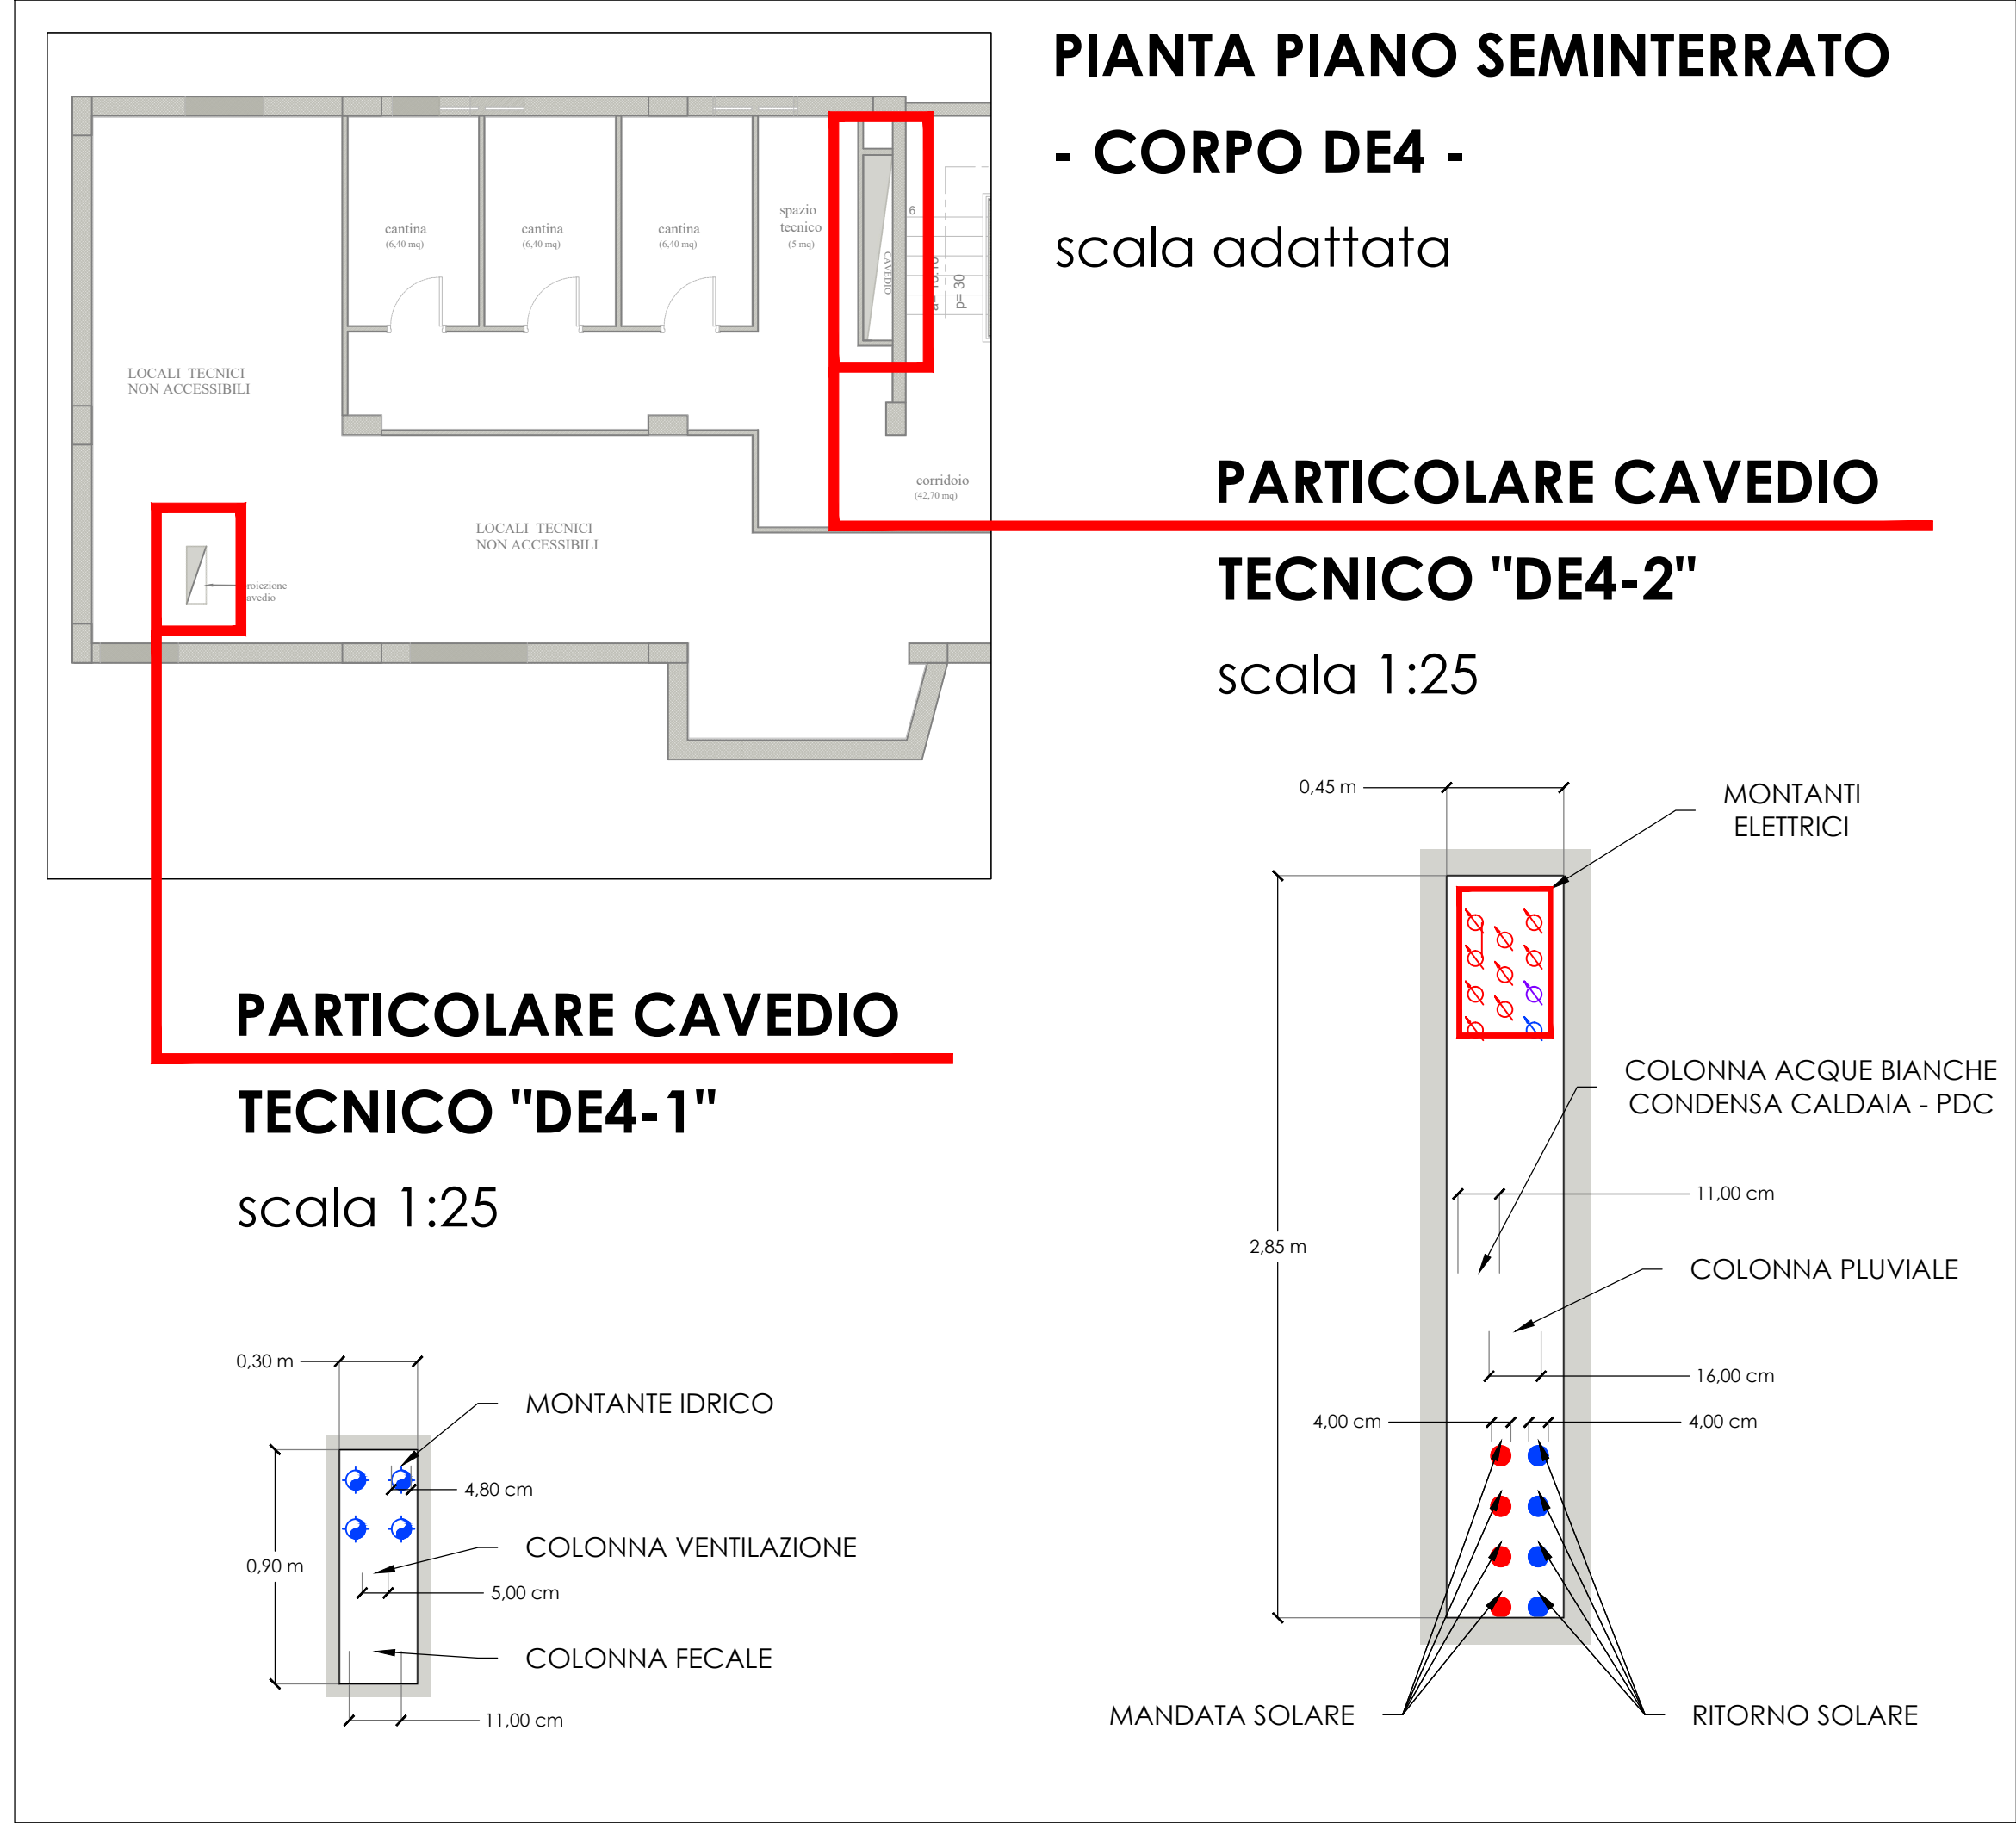 PIANTA PIANO SEMINTERRATO
- CORPO DE4 -
scala adattata
cantina
(6,40 mq)
cantina
(6,40 mq)
cantina
(6,40 mq)
spazio
tecnico
(5 mq)
CAVEDIO
6
p= 30
LOCALI TECNICI
NON ACCESSIBILI
corridoio
(42,70 mq)
LOCALI TECNICI
NON ACCESSIBILI
roiezione
avedio
PARTICOLARE CAVEDIO
TECNICO "DE4-2"
scala 1:25
0,45 m
MONTANTI
ELETTRICI
COLONNA ACQUE BIANCHE
CONDENSA CALDAIA - PDC
11,00 cm
2,85 m
COLONNA PLUVIALE
16,00 cm
4,00 cm
4,00 cm
MANDATA SOLARE
RITORNO SOLARE
PARTICOLARE CAVEDIO
TECNICO "DE4-1"
scala 1:25
0,30 m
MONTANTE IDRICO
4,80 cm
COLONNA VENTILAZIONE
0,90 m
5,00 cm
COLONNA FECALE
11,00 cm